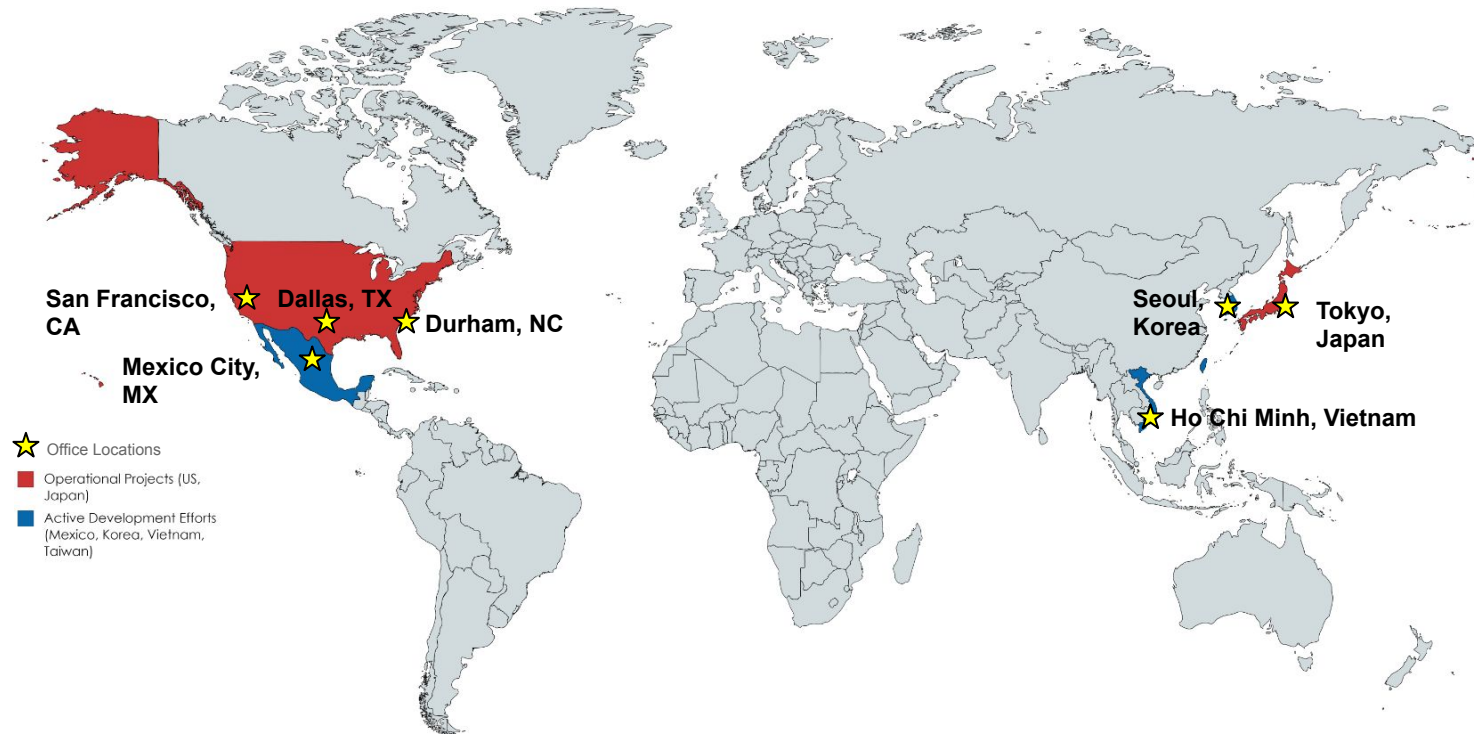 San Francisco,
CA
Dallas, TX
Durham, NC
Mexico City,
MX
Seoul,
Korea
Tokyo,
Japan
Ho Chi Minh, Vietnam
Office Locations
Operational Projects (US,
Japan)
Active Development Efforts
(Mexico, Korea, Vietnam,
Taiwan)